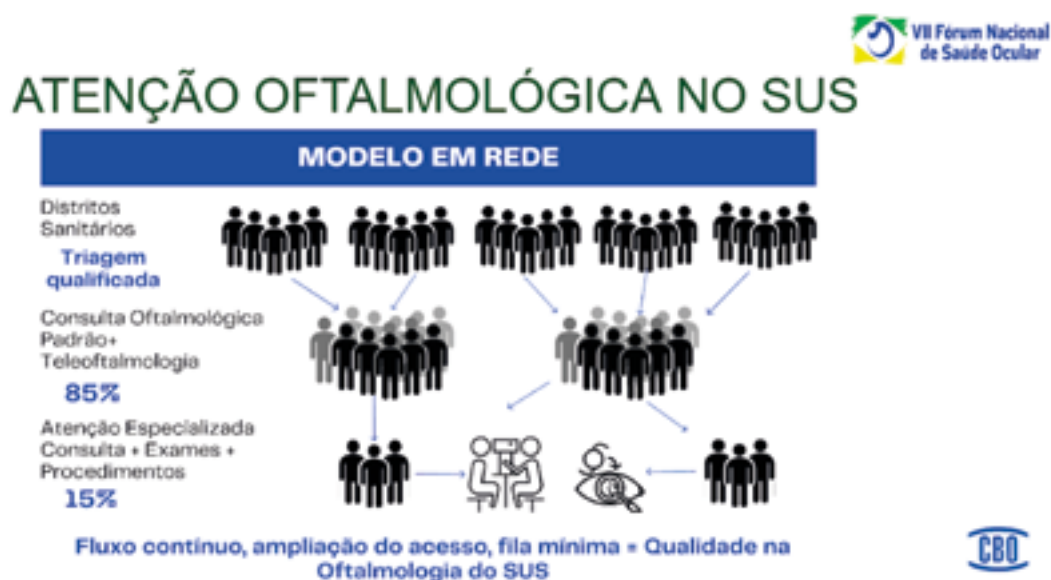 VII Fórum Nacional
de Saúde Ocular
ATENÇÃO OFTALMOLÓGICA NO SUS
MODELO EM REDE
Distritos
Sanitários
Triagem
qualificada
Consulta Oftalmológica
Padrão+
Teleoftalmologia
85%
Atenção Especializada
Consulta + Exames +
Procedimentos
15%
Fluxo contínuo, ampliação do acesso, fila mínima = Qualidade na
Oftalmologia do SUS
CBO